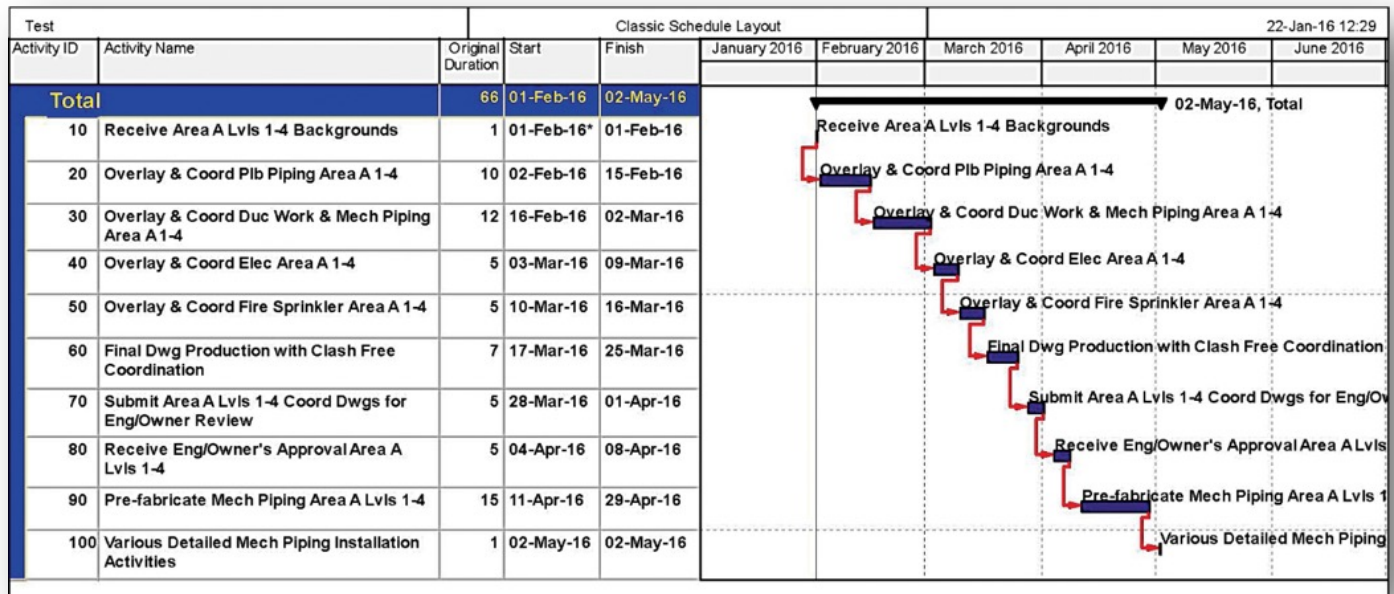 Test Classic Schedule Layout 22-Jan-16 12:29
Activity ID Activity Name Original Duration Start Finish January 2016 February 2016 March 2016 April 2016 May 2016 June 2016
Total 66 01-Feb-16 02-May-16
02-May-16, Total
10 Receive Area A Lvls 1-4 Backgrounds 1 01-Feb-16* 01-Feb-16
Receive Area A Lvls 1-4 Backgrounds
20 Overlay & Coord Plb Piping Area A 1-4 10 02-Feb-16 15-Feb-16
Overlay & Coord Plb Piping Area A 1-4
30 Overlay & Coord Duc Work & Mech Piping 12 16-Feb-16 02-Mar-16
Area A 1-4
Overlay & Coord Duc Work & Mech Piping Area A 1-4
40 Overlay & Coord Elec Area A 1-4 5 03-Mar-16 09-Mar-16
Overlay & Coord Elec Area A 1-4
50 Overlay & Coord Fire Sprinkler Area A 1-4 5 10-Mar-16 16-Mar-16
Overlay & Coord Fire Sprinkler Area A 1-4
60 Final Dwg Production with Clash Free 7 17-Mar-16 25-Mar-16
Coordination
Final Dwg Production with Clash Free Coordination
70 Submit Area A Lvls 1-4 Coord Dwgs for 5 28-Mar-16 01-Apr-16
Eng/Owner Review
Submit Area A Lvls 1-4 Coord Dwgs for
80 Receive Eng/Owner's Approval Area A 5 04-Apr-16 08-Apr-16
Lvls 1-4
Receive Eng/Owner's Approval Area A Lvls
90 Pre-fabricate Mech Piping Area A Lvls 1-4 15 11-Apr-16 29-Apr-16
Pre-fabricate Mech Piping Area A Lvls 1
100 Various Detailed Mech Piping Installation 1 02-May-16 02-May-16
Activities
Various Detailed Mech Piping